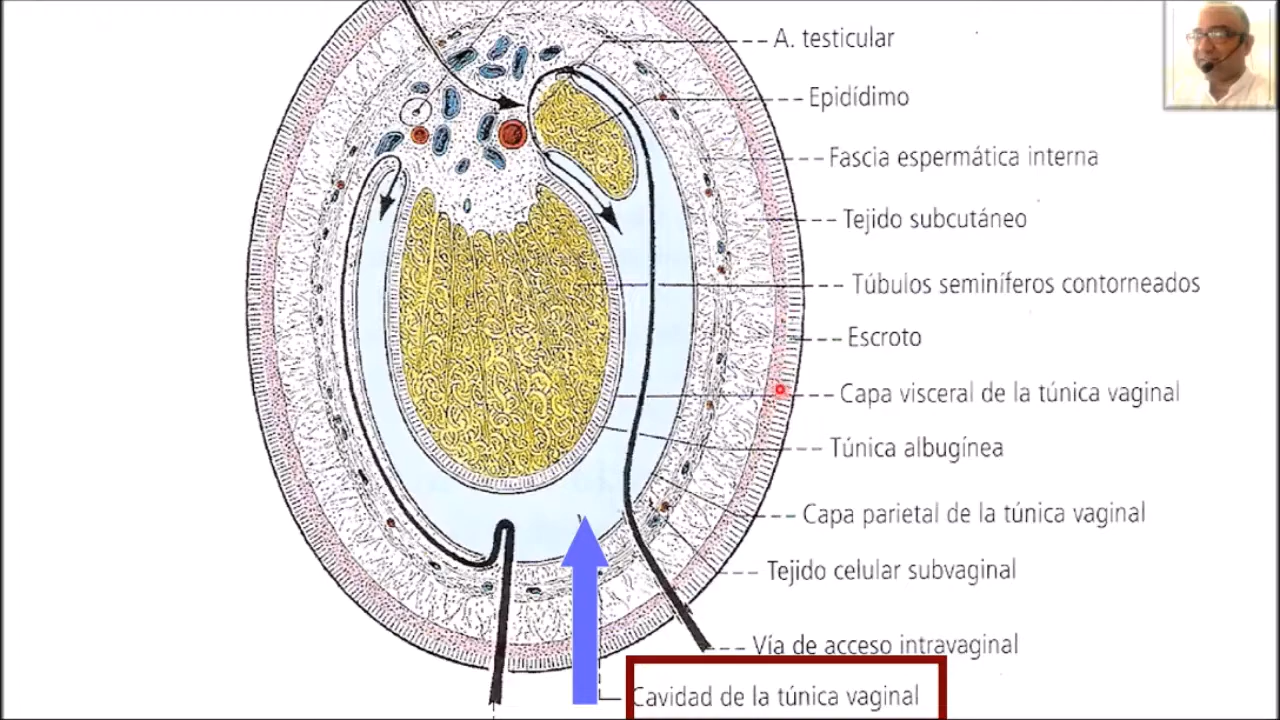 A. testicular
Epidídimo
Fascia espermática interna
Tejido subcutáneo
Túbulos seminíferos contorneados
Escroto
Capa visceral de la túnica vaginal
Túnica albugínea
Capa parietal de la túnica vaginal
Tejido celular subvaginal
Vía de acceso intravaginal
Cavidad de la túnica vaginal